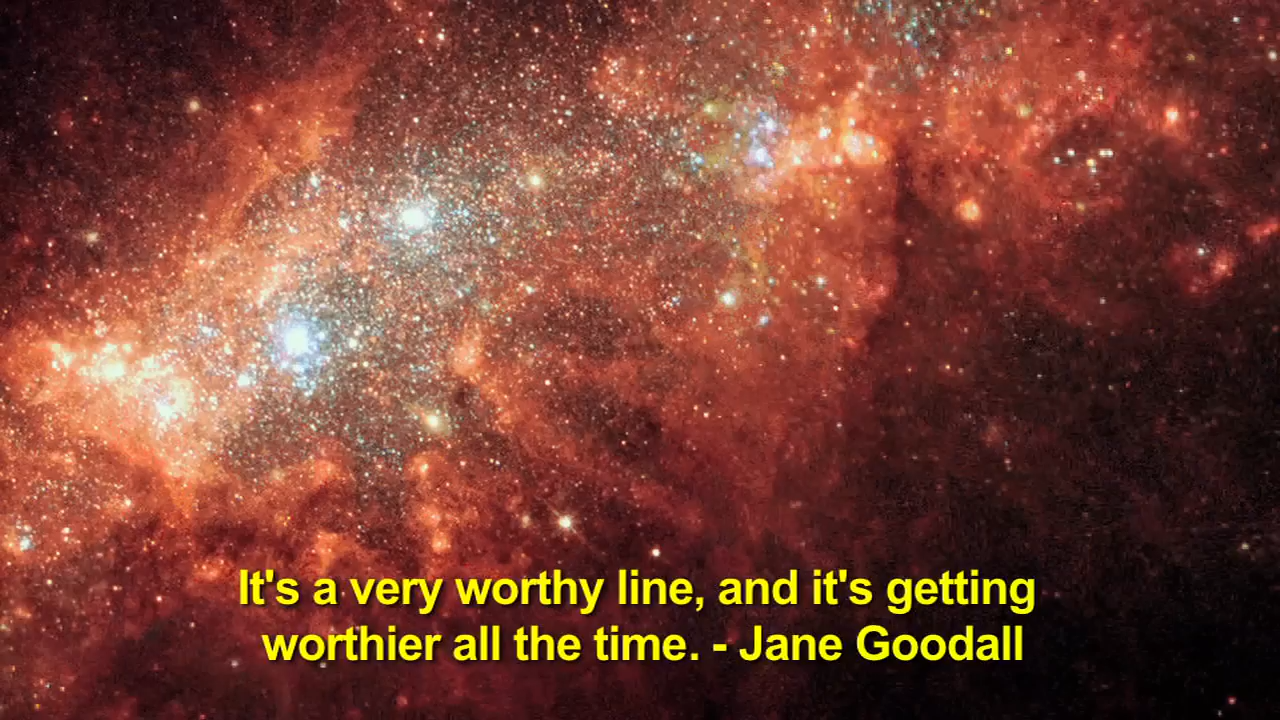 It's a very worthy line, and it's getting
worthier all the time. - Jane Goodall